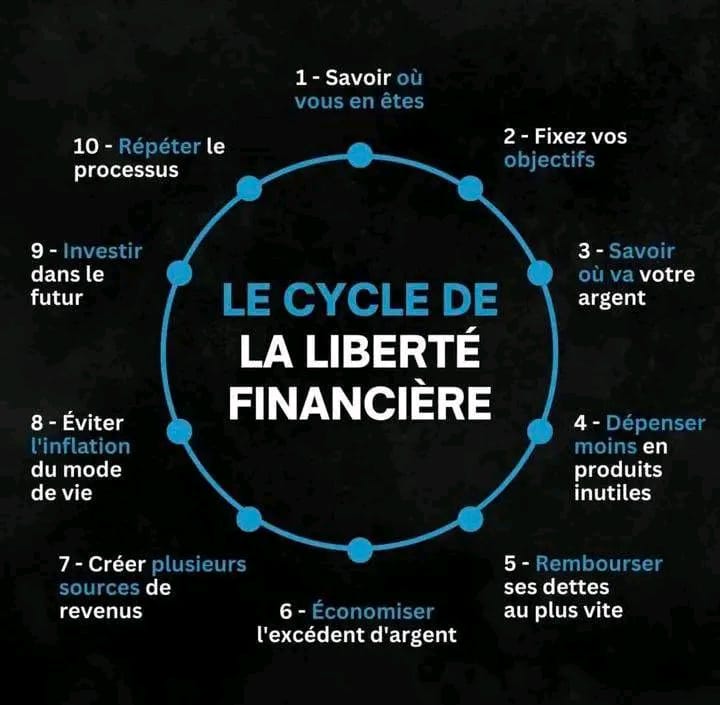 1 - Savoir où
vous en êtes
2 - Fixez vos
objectifs
3 - Savoir
où va votre
argent
4 - Dépenser
moins en
produits
inutiles
5 - Rembourser
ses dettes
au plus vite
6 - Économiser
l'excédent d'argent
7 - Créer plusieurs
sources de
revenus
8 - Éviter
l'inflation
du mode
de vie
9 - Investir
dans le
futur
10 - Répéter le
processus
LE CYCLE DE
LA LIBERTÉ
FINANCIÈRE